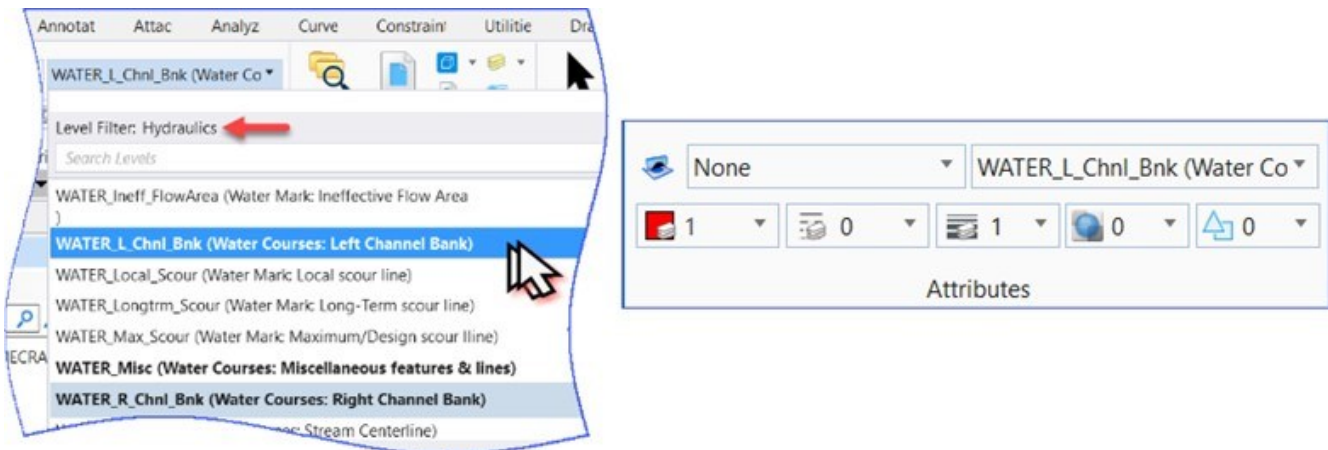 Annotat Attac Analyz Curve Constrain Utilitie Dra
WATER_L_Chnl_Bnk (Water Co
Level Filter: Hydraulics
Search Levels
WATER_Ineff_FlowArea (Water Mark: Ineffective Flow Area
)
WATER_L_Chnl_Bnk (Water Courses: Left Channel Bank)
WATER_Local_Scour (Water Mark: Local scour line)
WATER_Longtrm_Scour (Water Mark: Long-Term scour line)
WATER_Max_Scour (Water Mark: Maximum/Design scour lline)
ECRA
WATER_Misc (Water Courses: Miscellaneous features & lines)
WATER_R_Chnl_Bnk (Water Courses: Right Channel Bank)
Stream Centerline)
None WATER_L_Chnl_Bnk (Water Co
1 0 1 0 0
Attributes